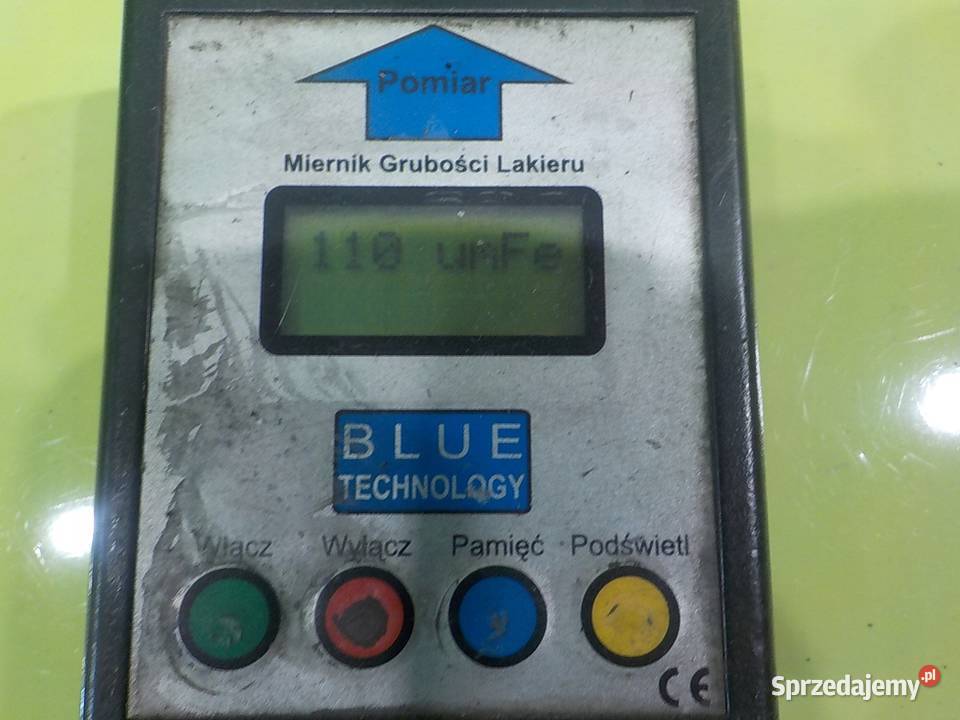 Pomiar
Miernik Grubości Lakieru
110 umFe
BLUE
TECHNOLOGY
Włącz Wyłącz Pamięć Podświetl
CE
Sprzedajemy.pl